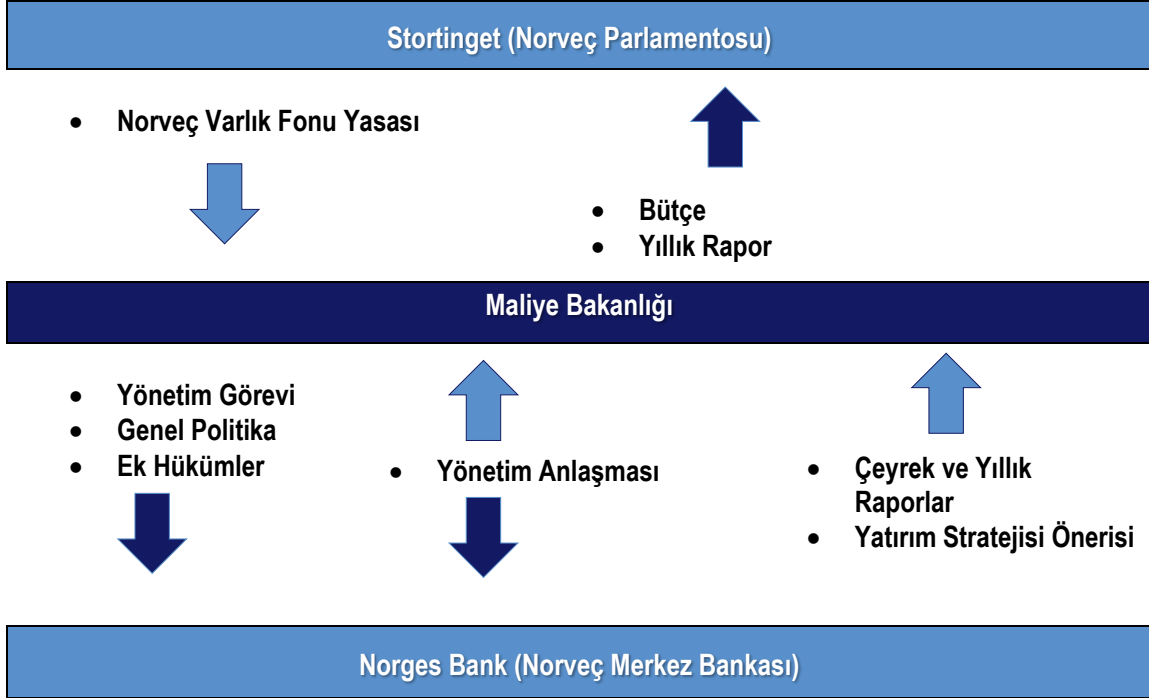 Stortinget (Norveç Parlamentosu)
• Norveç Varlık Fonu Yasası
• Bütçe
• Yıllık Rapor
Maliye Bakanlığı
• Yönetim Görevi
• Genel Politika
• Ek Hükümler
• Yönetim Anlaşması
• Çeyrek ve Yıllık
Raporlar
• Yatırım Stratejisi Önerisi
Norges Bank (Norveç Merkez Bankası)